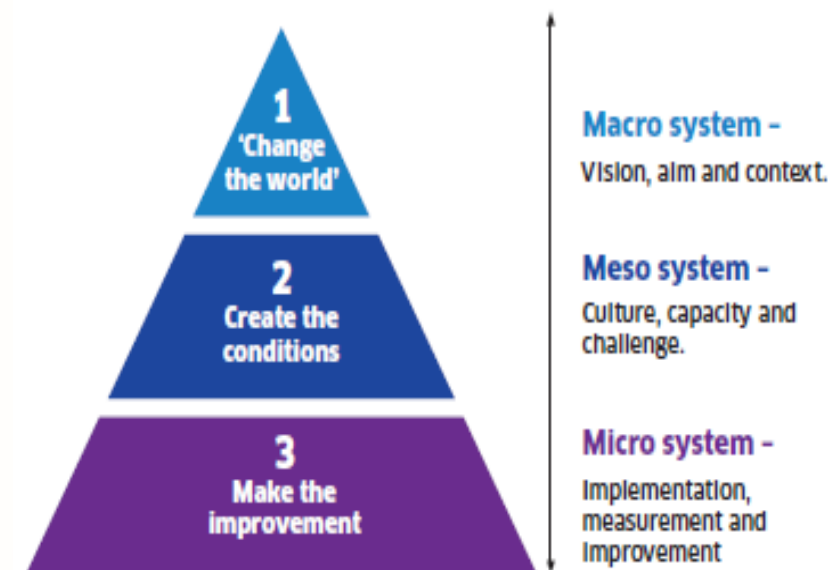 1
‘Change
the world’
2
Create the
conditions
3
Make the
improvement
Macro system –
Vision, aim and context.
Meso system –
Culture, capacity and
challenge.
Micro system –
Implementation,
measurement and
improvement